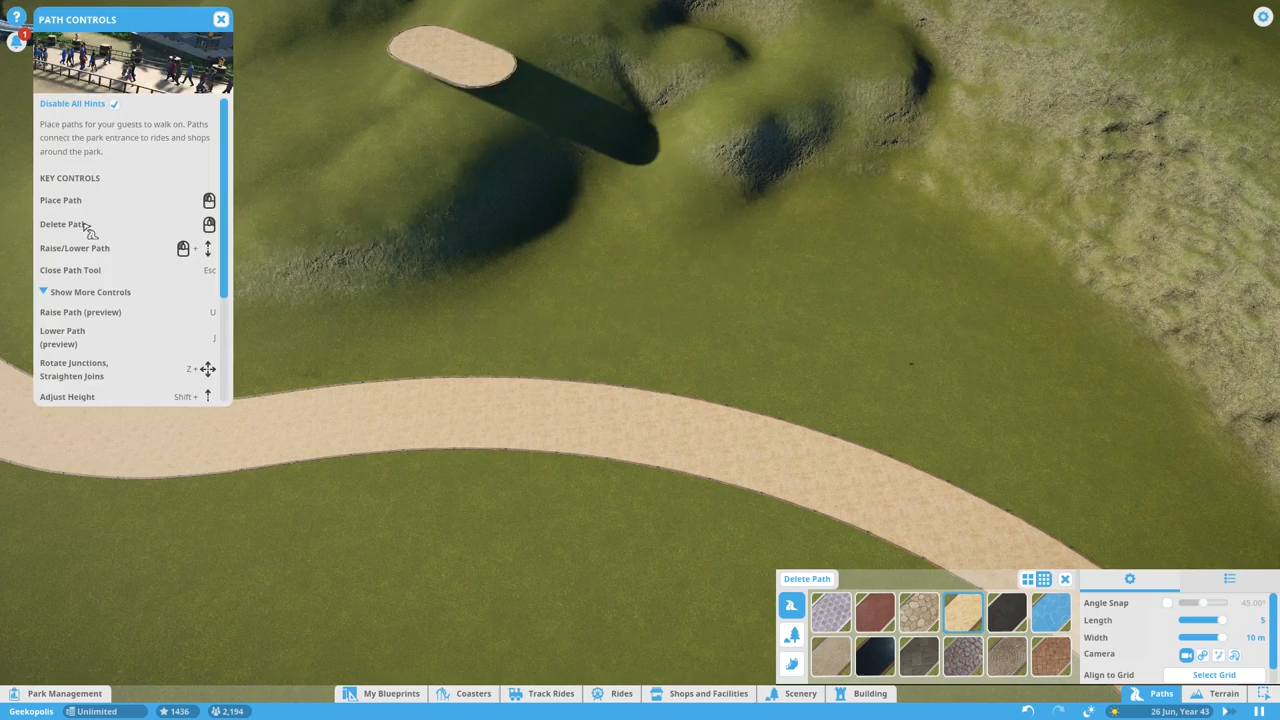 ?
PATH CONTROLS
1
Disable All Hints
Place paths for your guests to walk on. Paths
connect the park entrance to rides and shops
around the park.
KEY CONTROLS
Place Path
Delete Path
Raise/Lower Path +
Close Path Tool Esc
Show More Controls
Raise Path (preview) U
Lower Path
(preview) J
Rotate Junctions,
Straighten Joins Z +
Adjust Height Shift +
Delete Path
Angle Snap 45.00°
Length 5
Width 10 m
Camera
Align to Grid Select Grid
Park Management My Blueprints Coasters Track Rides Rides Shops and Facilities Scenery Building Paths Terrain
Geekopolis Unlimited 1436 2,194 26 Jun, Year 43